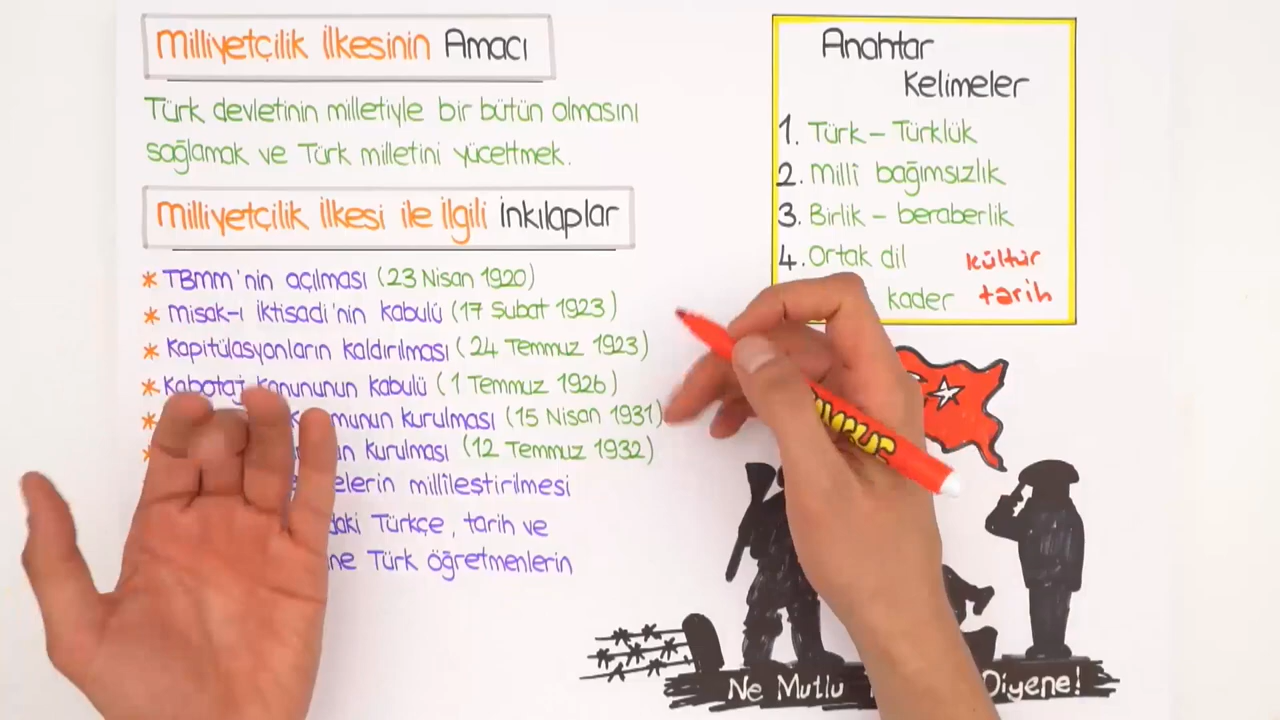 Milliyetçilik İlkesinin Amacı
Türk devletinin milletiyle bir bütün olmasını
sağlamak ve Türk milletini yüceltmek.
Milliyetçilik İlkesi ile İlgili İnkılaplar
* TBMM'nin açılması (23 Nisan 1920)
* Misak-ı İktisadi'nin kabulü (17 Şubat 1923)
* Kapitülasyonların kaldırılması (24 Temmuz 1923)
* Kabotaj Kanununun kabulü (1 Temmuz 1926)
* kurulması (15 Nisan 1931)
* Kurulması (12 Temmuz 1932)
millîleştirilmesi
Türkçe, tarih ve
Türk öğretmenlerin
Anahtar
Kelimeler
1. Türk - Türklük
2. Millî bağımsızlık
3. Birlik - beraberlik
4. Ortak dil kültür
kader tarih
Ne Mutlu Diyene!